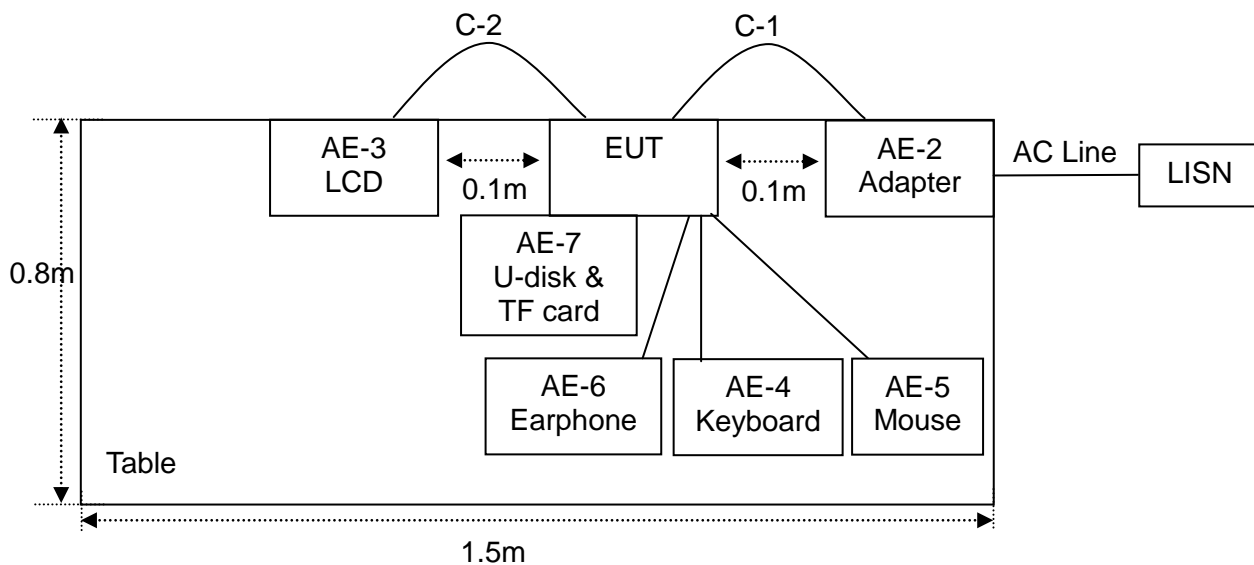 C-2
C-1
AE-3
LCD
0.1m
EUT
0.1m
AE-2
Adapter
AC Line
LISN
AE-7
U-disk &
TF card
0.8m
AE-6
Earphone
AE-4
Keyboard
AE-5
Mouse
Table
1.5m